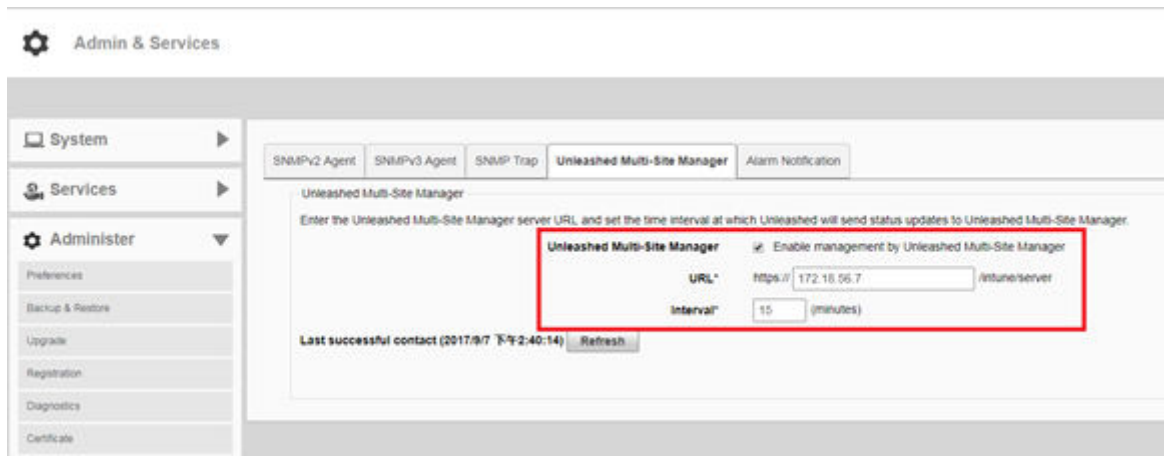 Admin & Services
System
Services
Administer
Preferences
Backup & Restore
Upgrade
Registration
Diagnostics
Certificate
SNMPv2 Agent SNMPv3 Agent SNMP Trap Unleashed Multi-Site Manager Alarm Notification
Unleashed Multi-Site Manager
Enter the Unleashed Multi-Site Manager server URL and set the time interval at which Unleashed will send status updates to Unleashed Multi-Site Manager.
Unleashed Multi-Site Manager Enable management by Unleashed Multi-Site Manager
URL* https:// 172.18.56.7 /intune/server
Interval* 15 (minutes)
Last successful contact (2017/9/7 下午2:40:14) Refresh